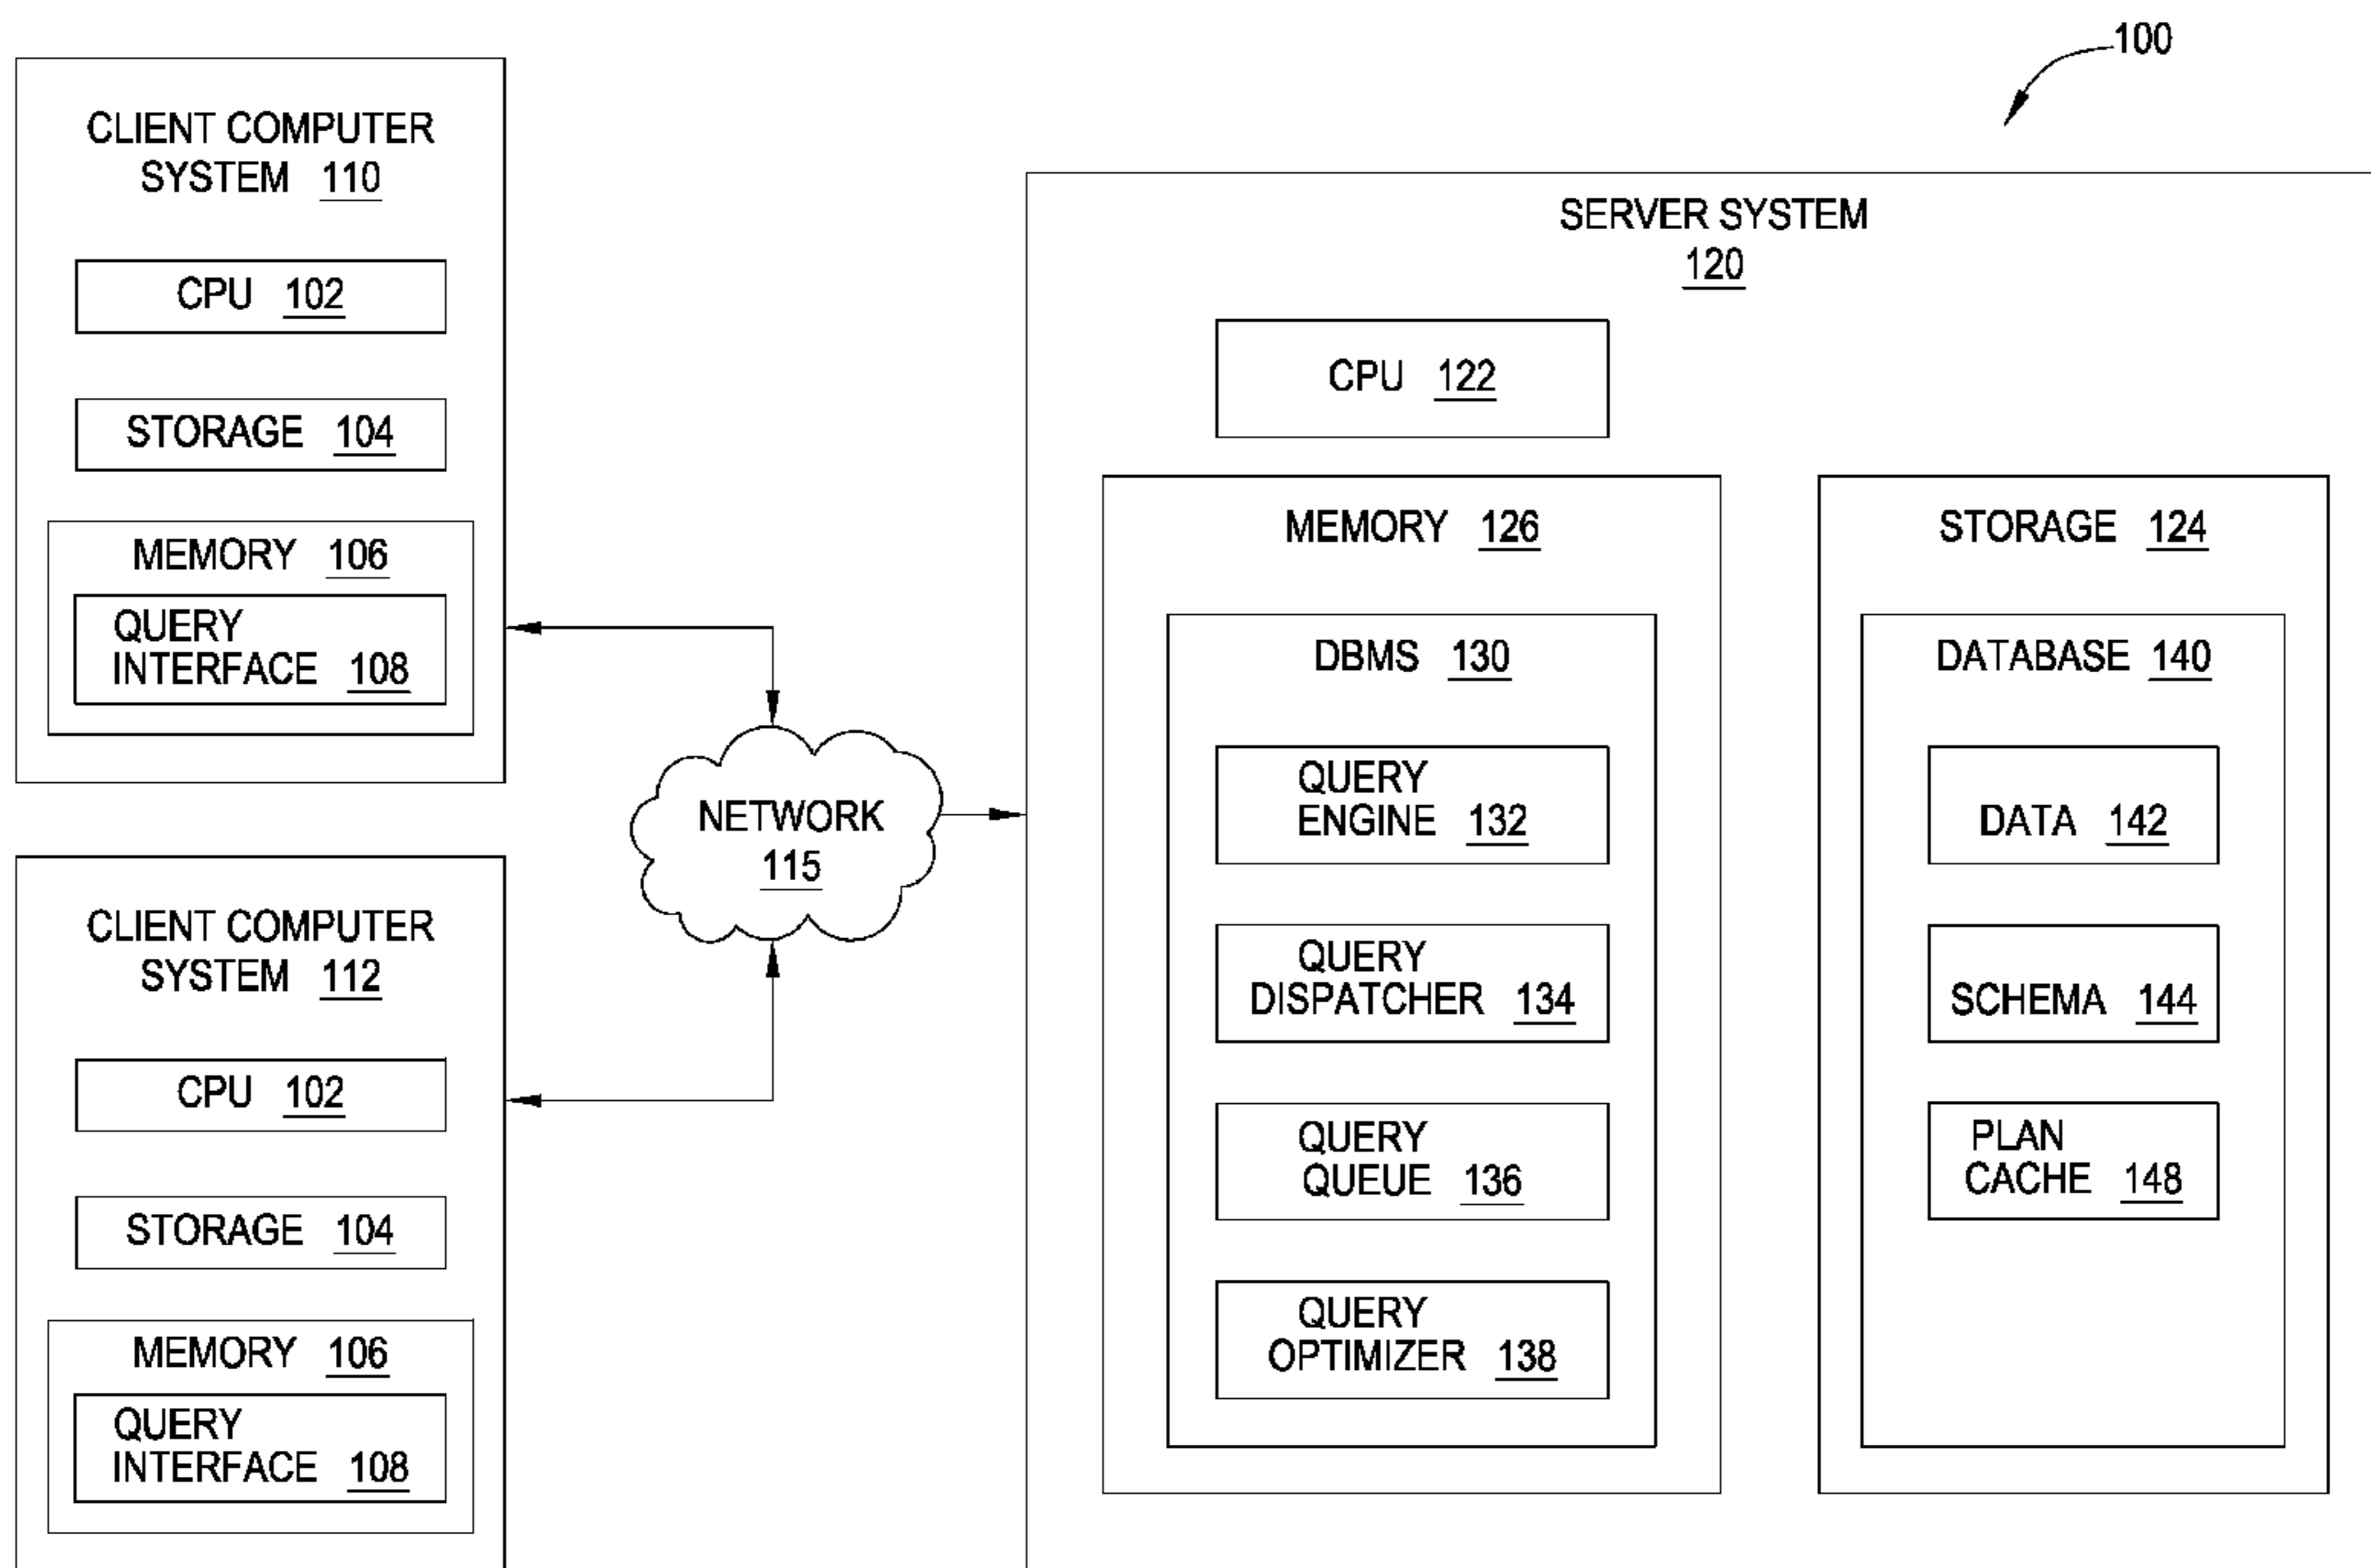 100
CLIENT COMPUTER
SYSTEM 110
CPU 102
STORAGE 104
MEMORY 106
QUERY
INTERFACE 108
CLIENT COMPUTER
SYSTEM 112
CPU 102
STORAGE 104
MEMORY 106
QUERY
INTERFACE 108
NETWORK
115
SERVER SYSTEM
120
CPU 122
MEMORY 126
DBMS 130
QUERY
ENGINE 132
QUERY
DISPATCHER 134
QUERY
QUEUE 136
QUERY
OPTIMIZER 138
STORAGE 124
DATABASE 140
DATA 142
SCHEMA 144
PLAN
CACHE 148